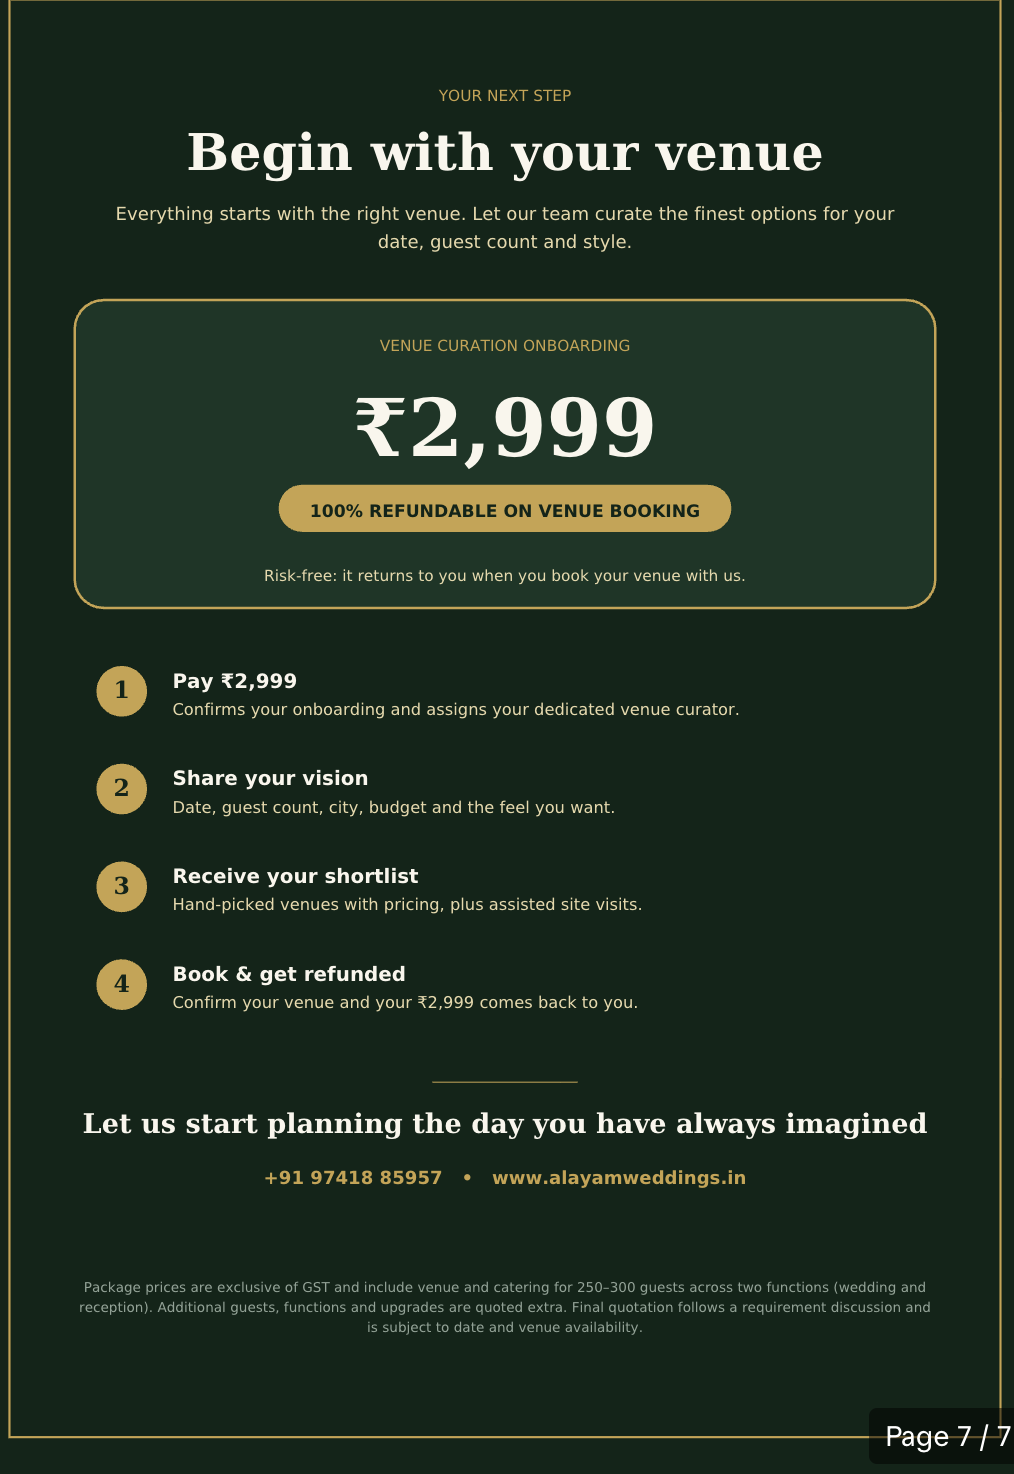 YOUR NEXT STEP
Begin with your venue
Everything starts with the right venue. Let our team curate the finest options for your
date, guest count and style.
VENUE CURATION ONBOARDING
₹2,999
100% REFUNDABLE ON VENUE BOOKING
Risk-free: it returns to you when you book your venue with us.
1
Pay ₹2,999
Confirms your onboarding and assigns your dedicated venue curator.
2
Share your vision
Date, guest count, city, budget and the feel you want.
3
Receive your shortlist
Hand-picked venues with pricing, plus assisted site visits.
4
Book & get refunded
Confirm your venue and your ₹2,999 comes back to you.
Let us start planning the day you have always imagined
+91 97418 85957 • www.alayamweddings.in
Package prices are exclusive of GST and include venue and catering for 250–300 guests across two functions (wedding and
reception). Additional guests, functions and upgrades are quoted extra. Final quotation follows a requirement discussion and
is subject to date and venue availability.
Page 7 / 7